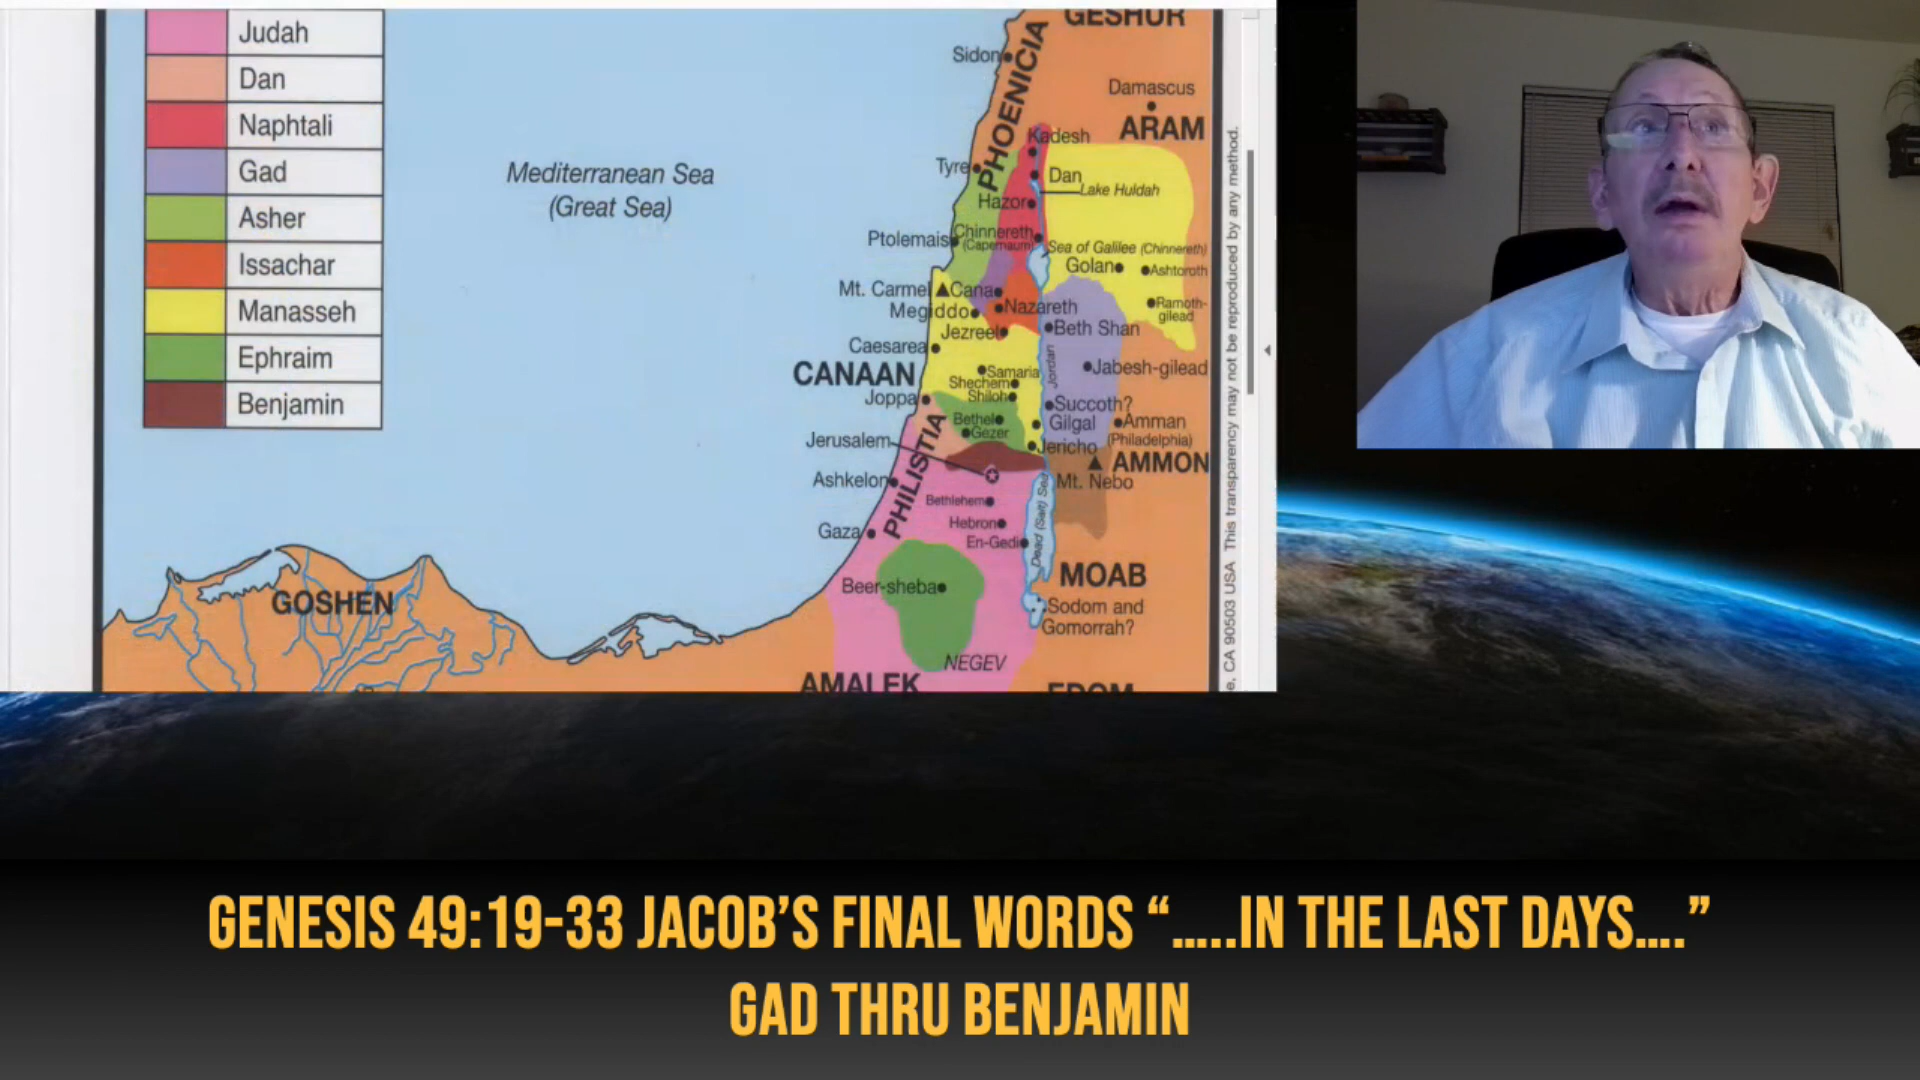 Judah
Dan
Naphtali
Gad
Asher
Issachar
Manasseh
Ephraim
Benjamin
Mediterranean Sea
(Great Sea)
GESHUR
Sidon
PHOENICIA
Damascus
ARAM
Kadesh
Tyre
Dan
Lake Huldah
Hazor
Ptolemais
Chinnereth
(Capernaum)
Sea of Galilee (Chinnereth)
Golan
Ashtoroth
Mt. Carmel
Cana
Ramoth-
gilead
Megiddo
Nazareth
Jezreel
Beth Shan
Caesarea
Jordan
CANAAN
Samaria
Jabesh-gilead
Shechem
Shiloh
Joppa
Succoth?
Bethel
Gilgal
Amman
(Philadelphia)
Gezer
Jerusalem
Jericho
AMMON
PHILISTIA
Ashkelon
Mt. Nebo
Bethlehem
Dead (Salt) Sea
Hebron
Gaza
En-Gedi
MOAB
Beer-sheba
GOSHEN
Sodom and
Gomorrah?
NEGEV
AMALEK
EDOM
e, CA 90503 USA This transparency may not be reproduced by any method.
GENESIS 49:19-33 JACOB’S FINAL WORDS “.....IN THE LAST DAYS....”
GAD THRU BENJAMIN